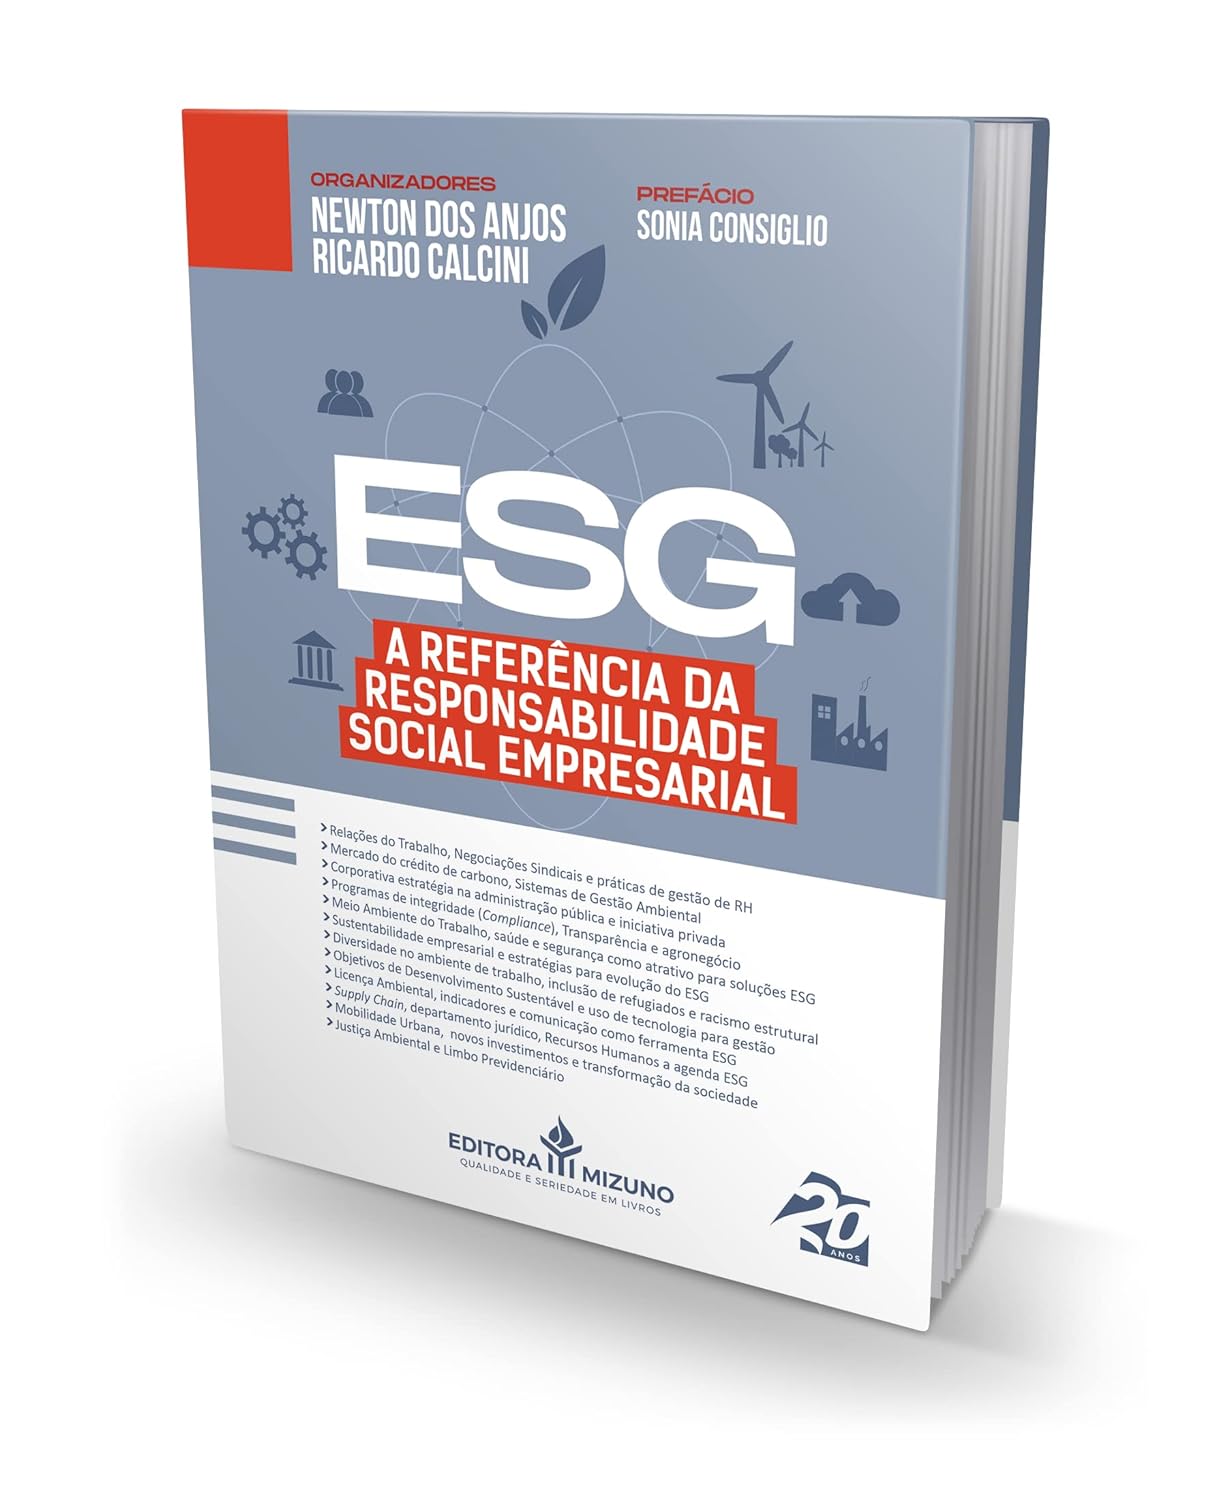 ORGANIZADORES
NEWTON DOS ANJOS
RICARDO CALCINI
PREFÁCIO
SONIA CONSIGLIO
ESG
A REFERÊNCIA DA
RESPONSABILIDADE
SOCIAL EMPRESARIAL
> Relações do Trabalho, Negociações Sindicais e práticas de gestão de RH
> Mercado do crédito de carbono, Sistemas de Gestão Ambiental
> Corporativa estratégia na administração pública e iniciativa privada
> Programas de integridade (Compliance), Transparência e agronegócio
> Meio Ambiente do Trabalho, saúde e segurança como atrativo para soluções ESG
> Sustentabilidade empresarial e estratégias para evolução do ESG
> Diversidade no ambiente de trabalho, inclusão de refugiados e racismo estrutural
> Objetivos de Desenvolvimento Sustentável e uso de tecnologia para gestão
> Licença Ambiental, indicadores e comunicação como ferramenta ESG
> Supply Chain, departamento jurídico, Recursos Humanos a agenda ESG
> Mobilidade Urbana, novos investimentos e transformação da sociedade
> Justiça Ambiental e Limbo Previdenciário
EDITORA MIZUNO
QUALIDADE E SERIEDADE EM LIVROS
20
ANOS